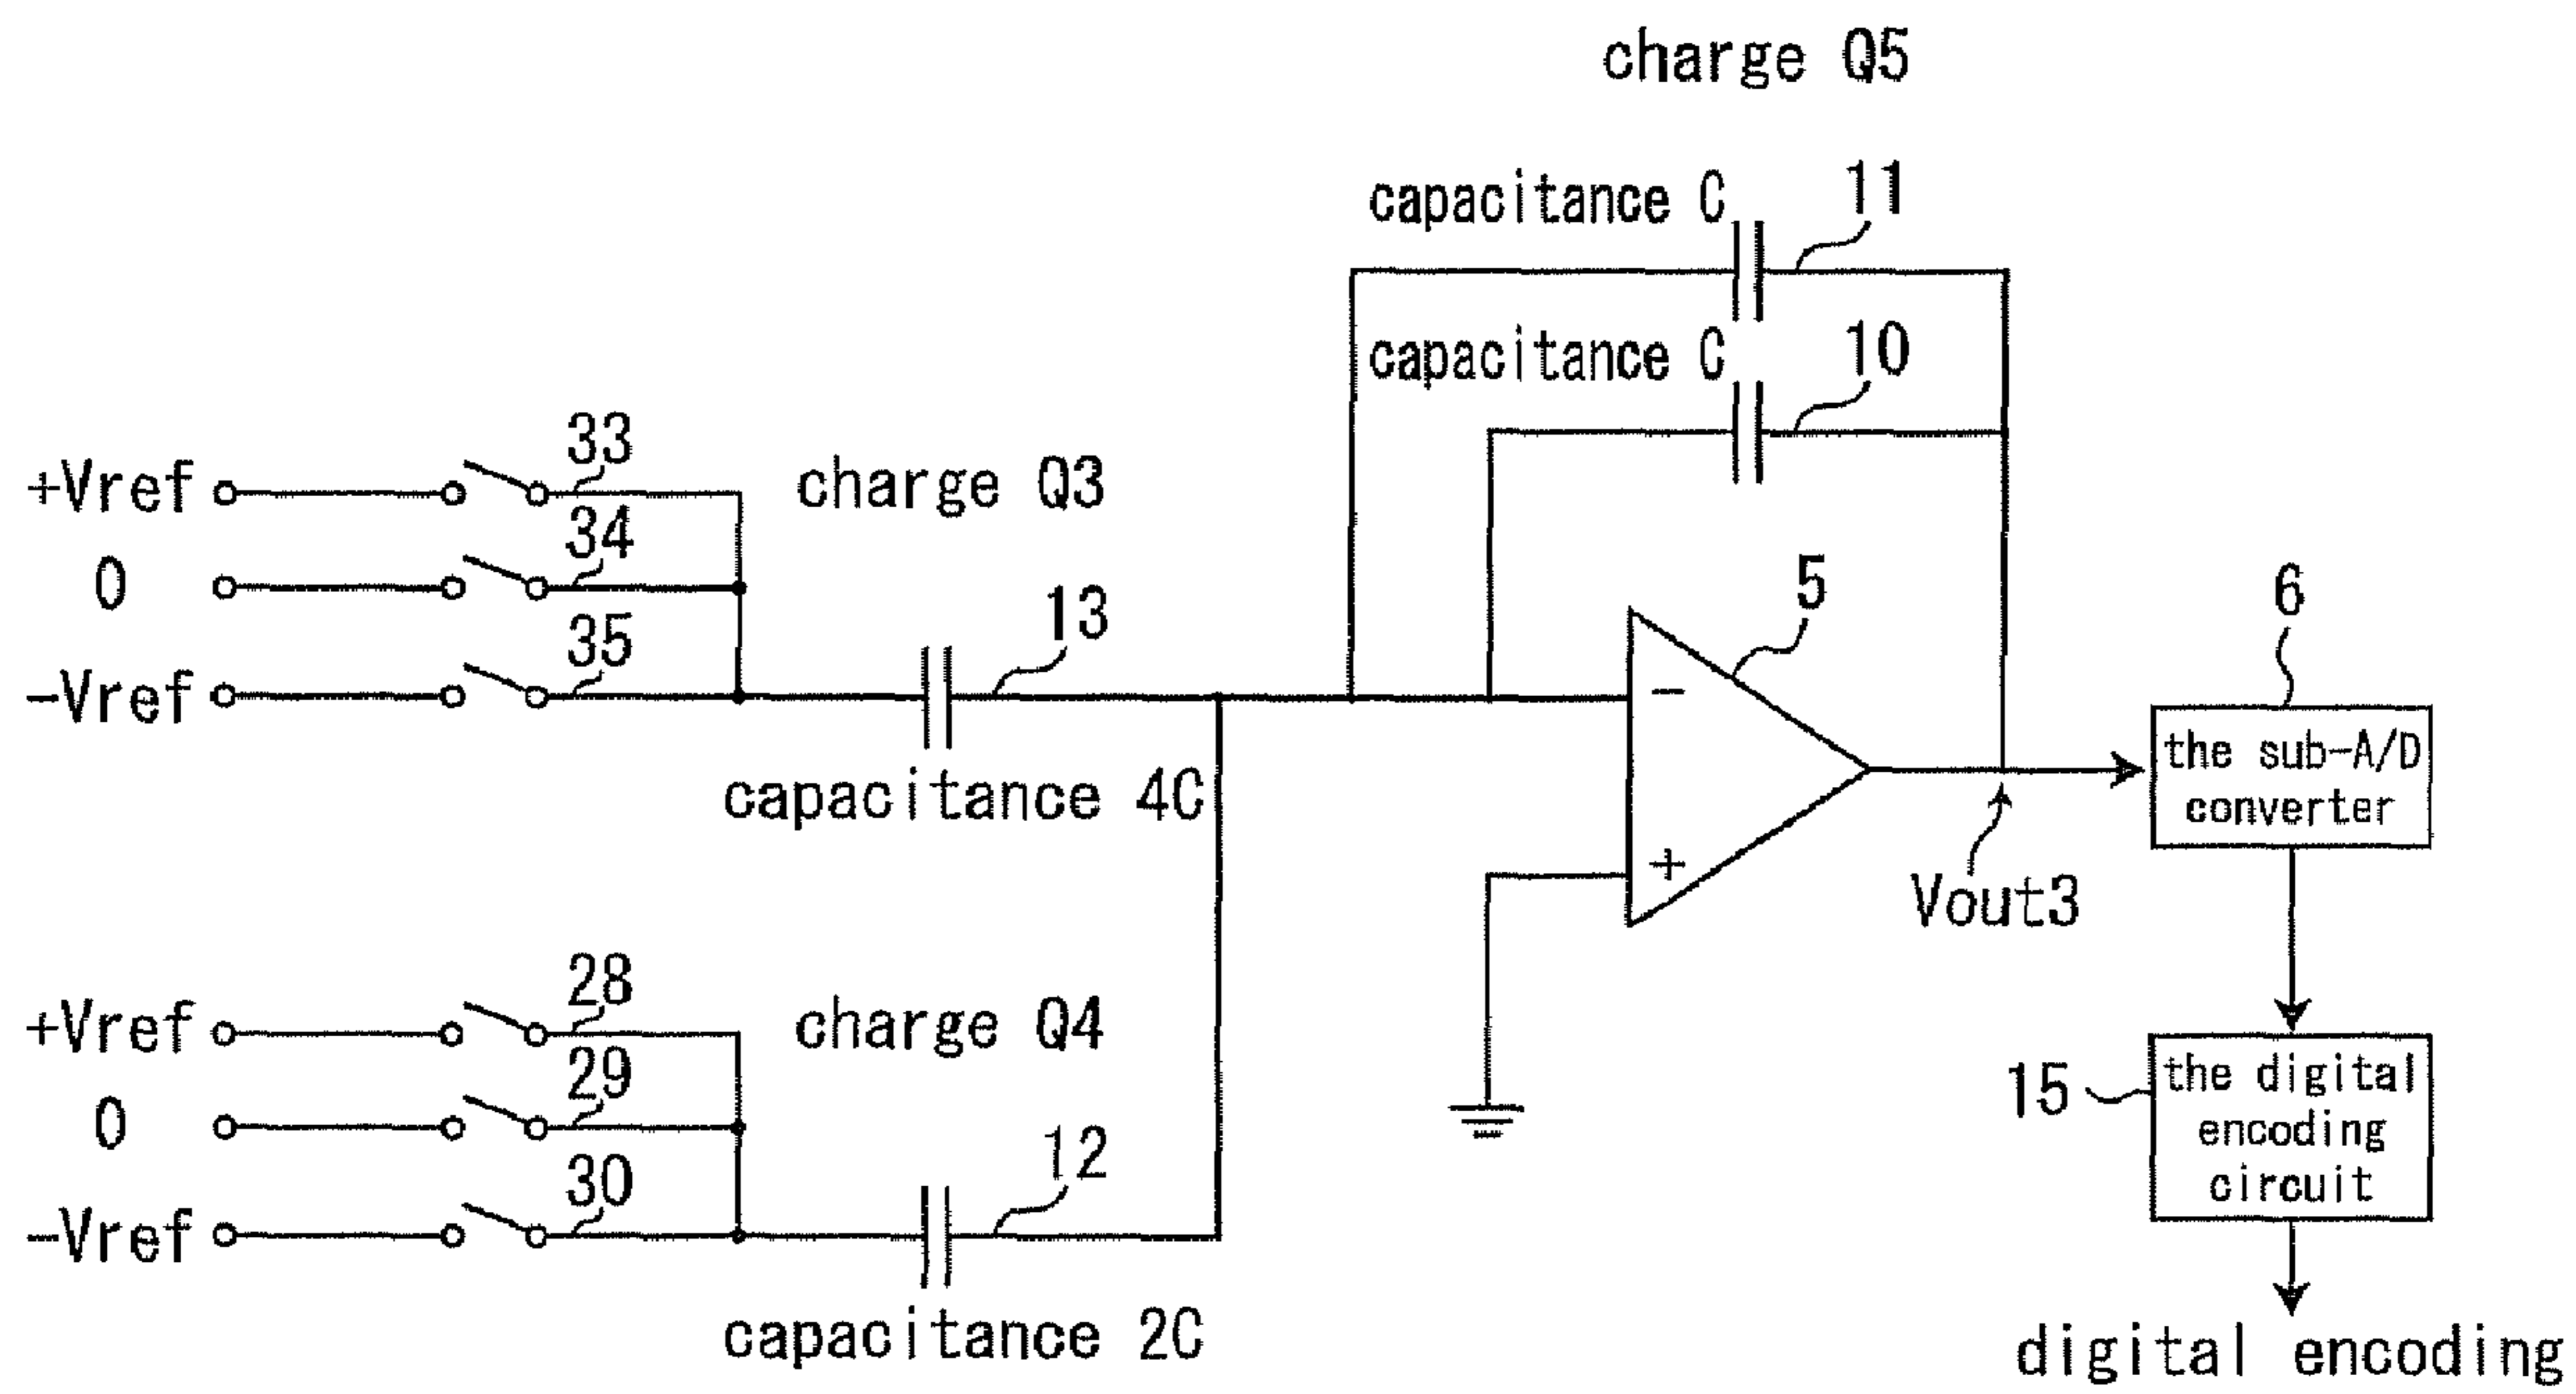 charge Q5
capacitance C
11
capacitance C
10
+Vref
33
0
34
-Vref
35
charge Q3
13
capacitance 4C
5
-
+
6
the sub-A/D
converter
Vout3
+Vref
28
0
29
-Vref
30
charge Q4
12
capacitance 2C
15
the digital
encoding
circuit
digital encoding